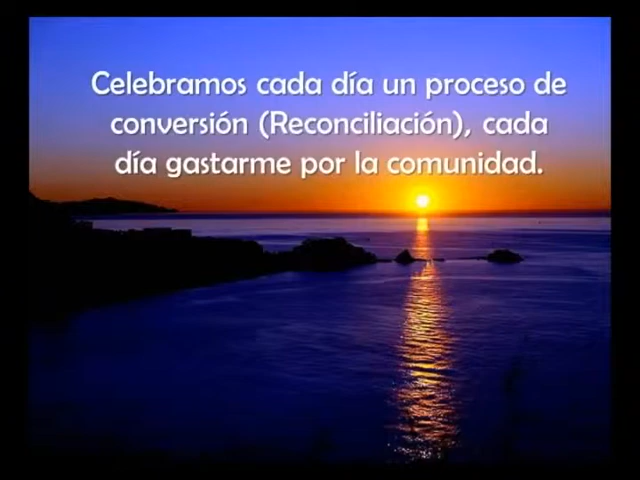 Celebramos cada día un proceso de
conversión (Reconciliación), cada
día gastarme por la comunidad.